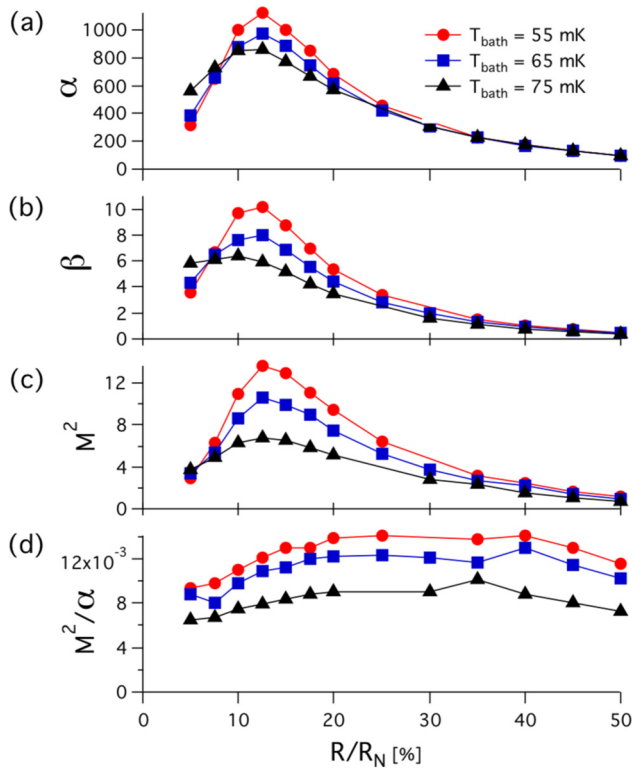 (a)
α
1000
800
600
400
200
0
T_bath = 55 mK
T_bath = 65 mK
T_bath = 75 mK
(b)
β
10
8
6
4
2
0
(c)
M²
12
8
4
0
(d)
M²/α
12x10⁻³
8
4
0
0 10 20 30 40 50
R/R_N [%]